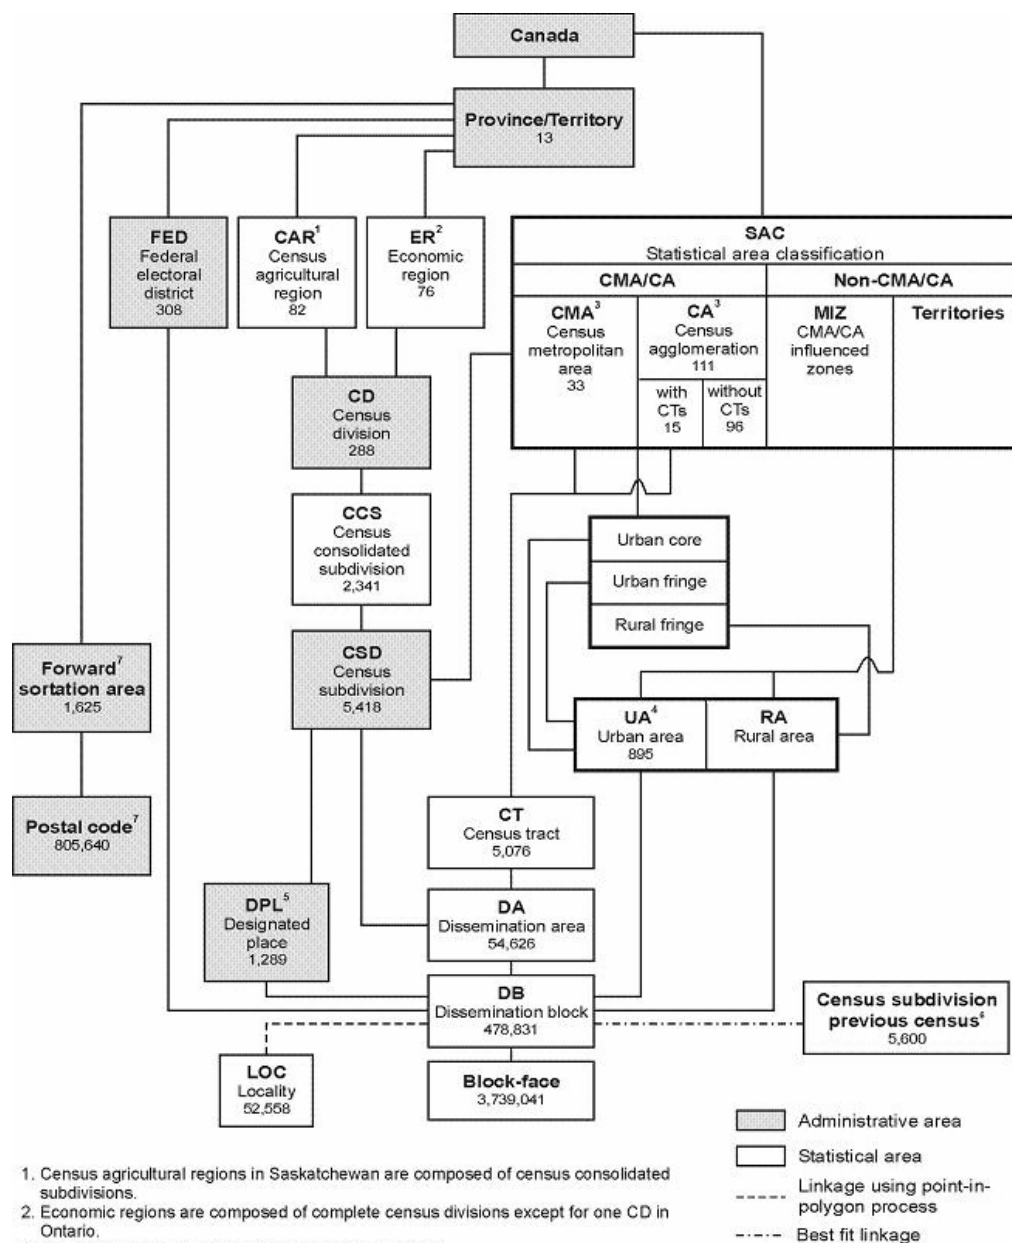 Canada
Province/Territory
13
FED
Federal
electoral
district
308
CAR1
Census
agricultural
region
82
ER2
Economic
region
76
SAC
Statistical area classification
CMA/CA
Non-CMA/CA
CMA3
Census
metropolitan
area
33
CA3
Census
agglomeration
111
with
CTs
15
without
CTs
96
MIZ
CMA/CA
influenced
zones
Territories
CD
Census
division
288
CCS
Census
consolidated
subdivision
2,341
Urban core
Urban fringe
Rural fringe
CSD
Census
subdivision
5,418
Forward7
sortation area
1,625
UA4
Urban area
895
RA
Rural area
Postal code7
805,640
CT
Census tract
5,076
DPL5
Designated
place
1,289
DA
Dissemination area
54,626
DB
Dissemination block
478,831
Census subdivision
previous census6
5,600
LOC
Locality
52,558
Block-face
3,739,041
Administrative area
Statistical area
Linkage using point-in-
polygon process
Best fit linkage
1. Census agricultural regions in Saskatchewan are composed of census consolidated
subdivisions.
2. Economic regions are composed of complete census divisions except for one CD in
Ontario.